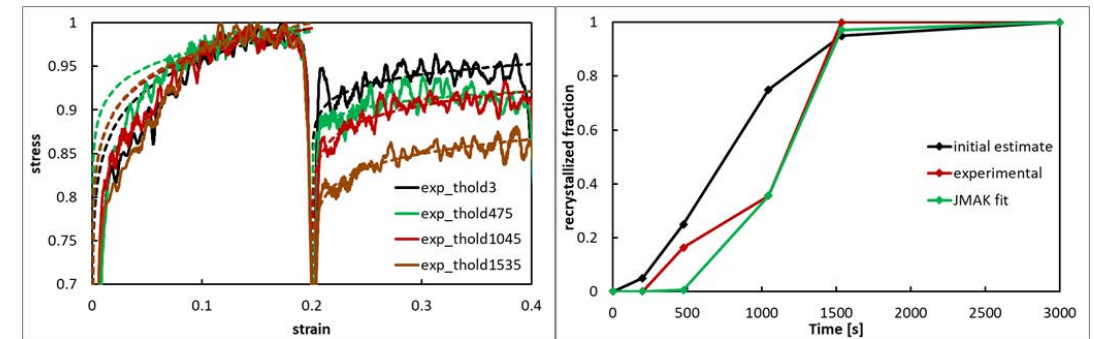 1
0.95
0.9
0.85
0.8
0.75
0.7
stress
0
0.1
0.2
0.3
0.4
strain
exp_thold3
exp_thold475
exp_thold1045
exp_thold1535
1
0.8
0.6
0.4
0.2
0
recrystallized fraction
0
500
1000
1500
2000
2500
3000
Time [s]
initial estimate
experimental
JMAK fit